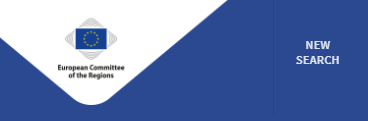 European Committee
of the Regions
NEW
SEARCH